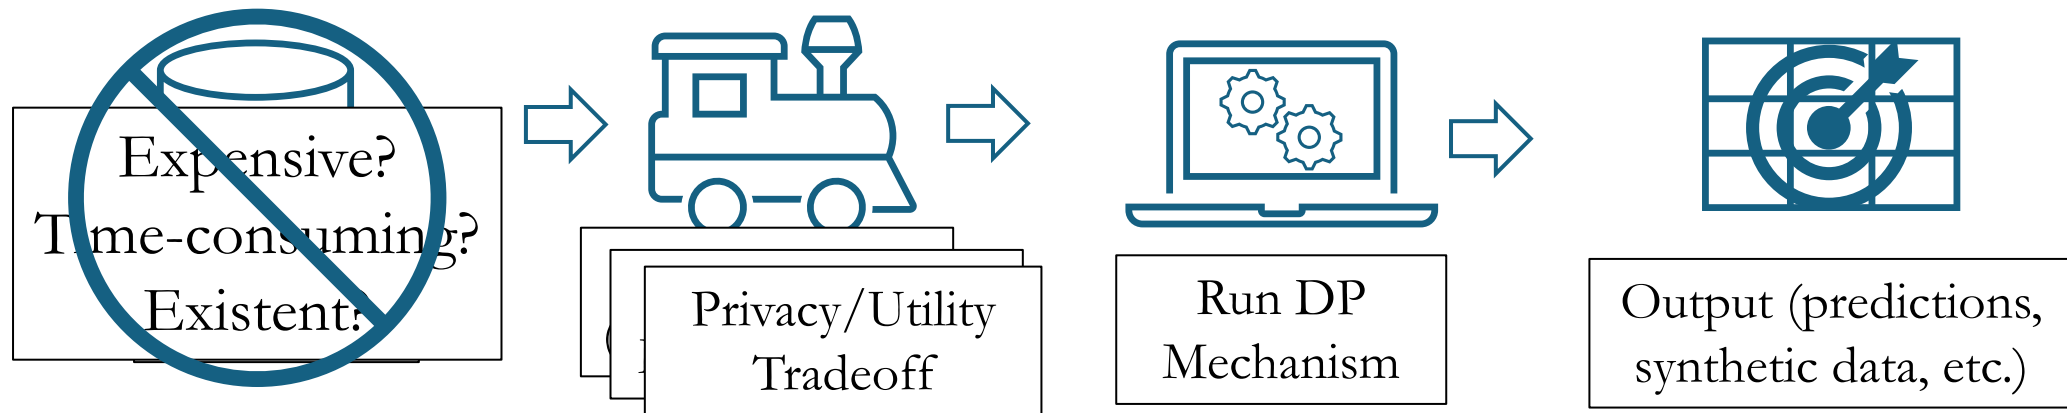 Expensive?
Time-consuming?
Existent?
Privacy/Utility
Tradeoff
Run DP
Mechanism
Output (predictions,
synthetic data, etc.)